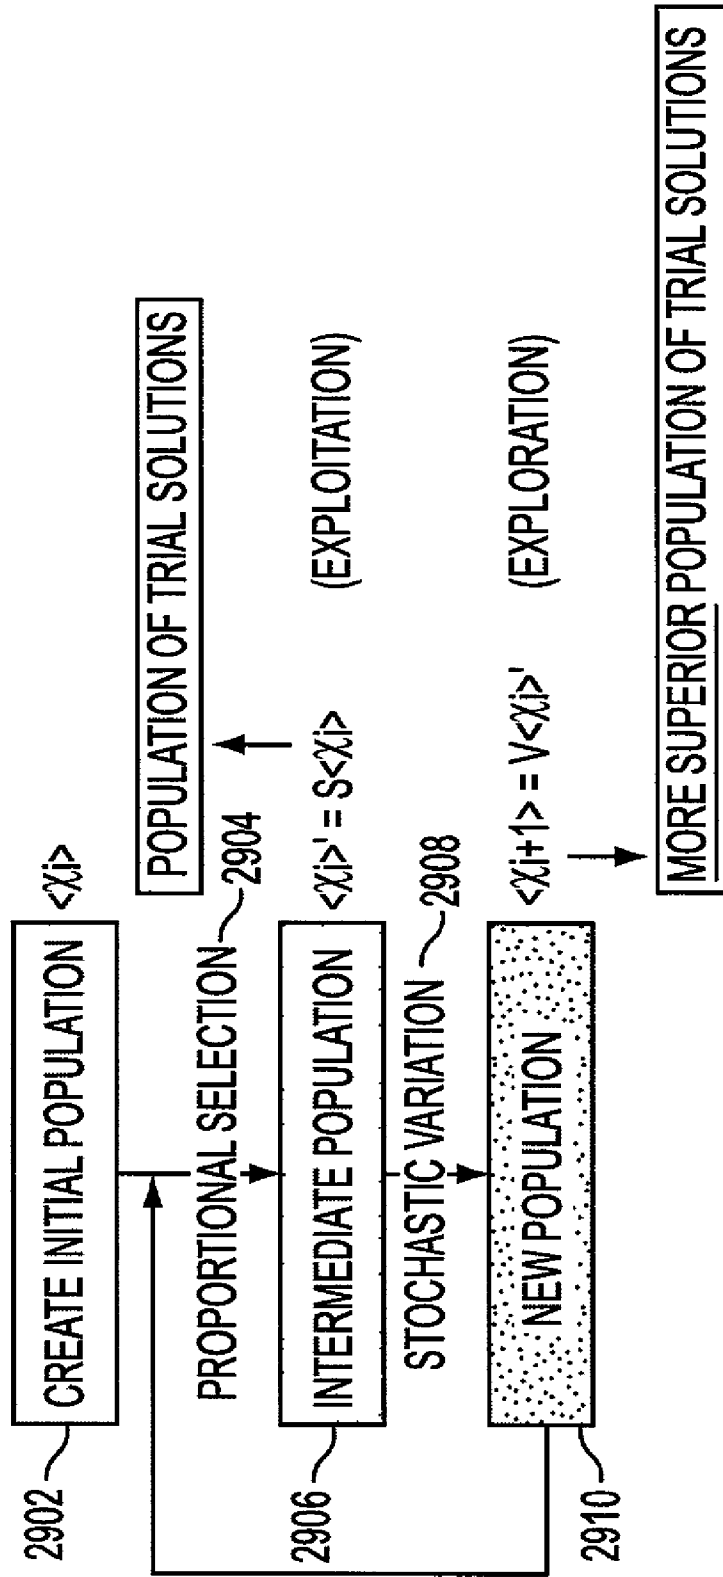 2902
CREATE INITIAL POPULATION
<χi>
POPULATION OF TRIAL SOLUTIONS
PROPORTIONAL SELECTION
2904
2906
INTERMEDIATE POPULATION
<χi>' = S<χi>
(EXPLOITATION)
STOCHASTIC VARIATION
2908
2910
NEW POPULATION
<χi+1> = V<χi>'
(EXPLORATION)
MORE SUPERIOR POPULATION OF TRIAL SOLUTIONS